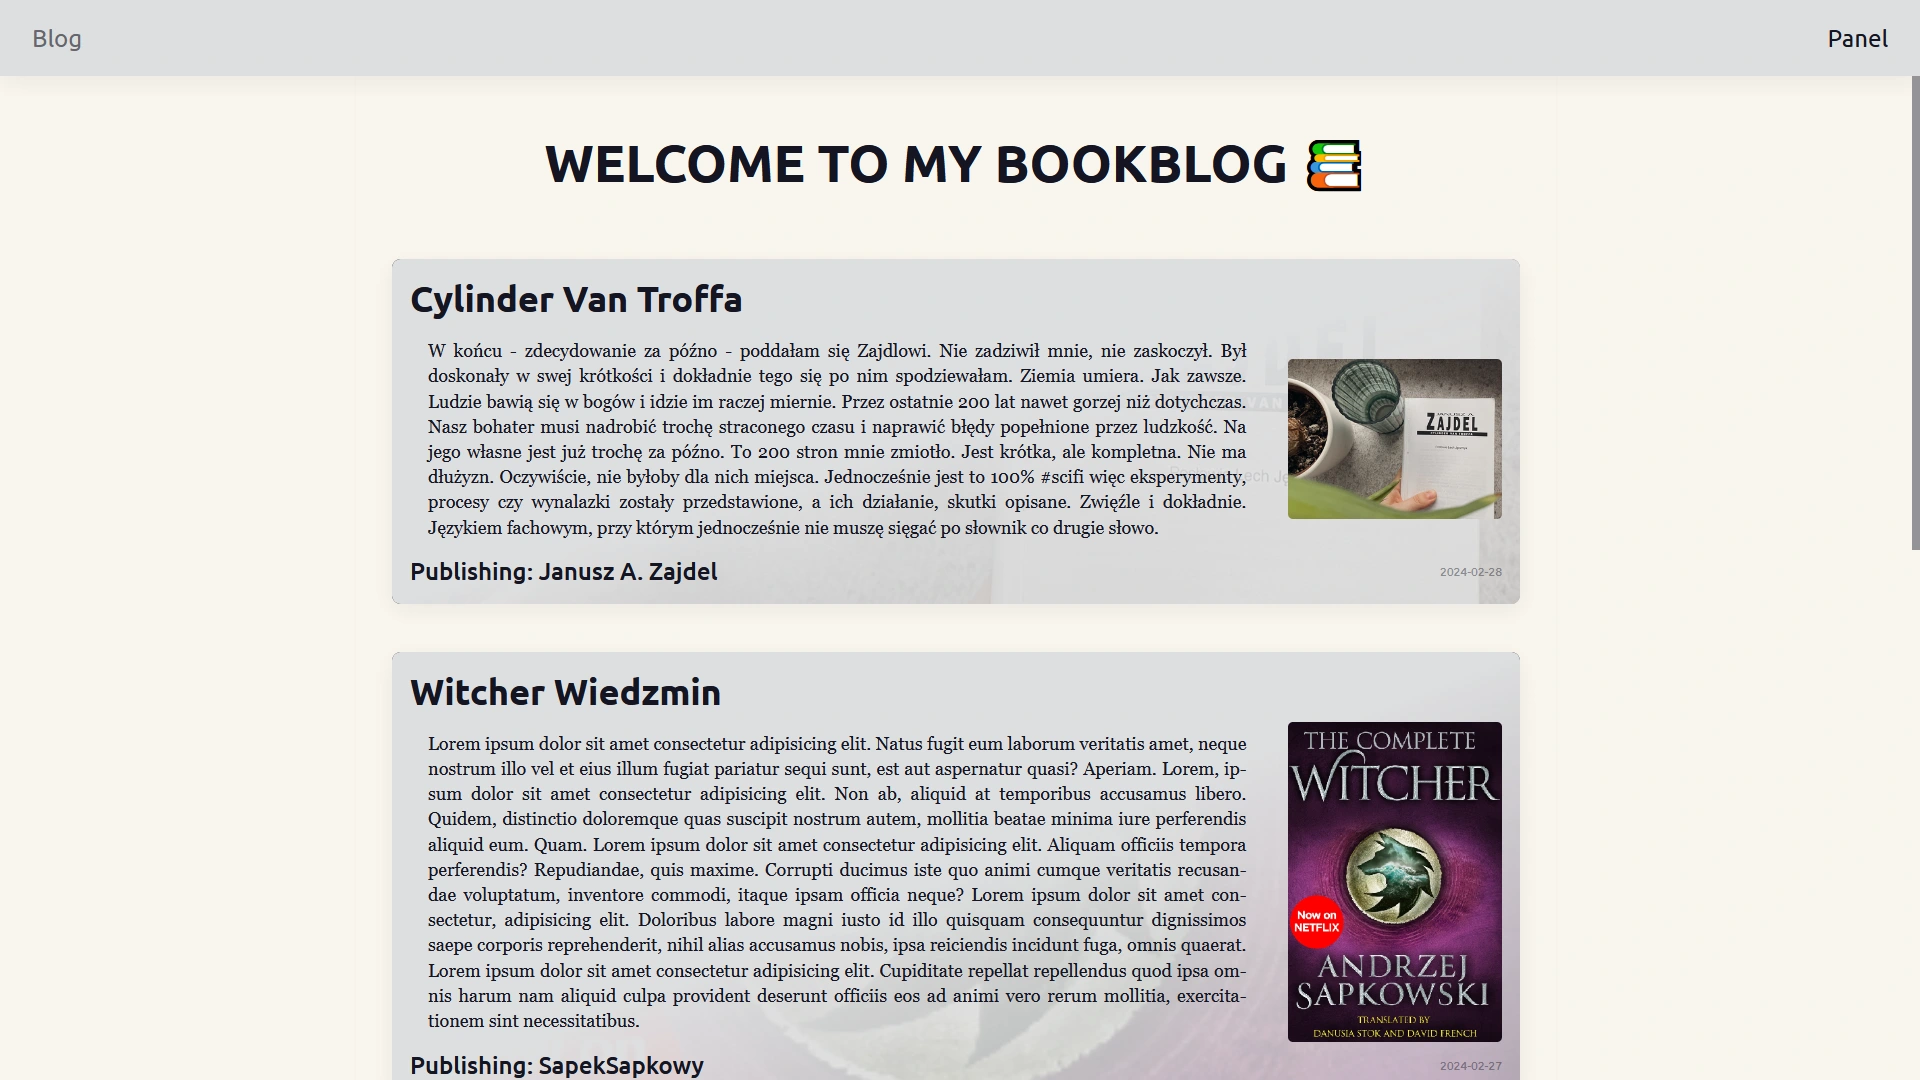 Blog
Panel
WELCOME TO MY BOOKBLOG
Cylinder Van Troffa
W końcu - zdecydowanie za późno - poddałam się Zajdlowi. Nie zadziwił mnie, nie zaskoczył. Był
doskonały w swej krótkości i dokładnie tego się po nim spodziewałam. Ziemia umiera. Jak zawsze.
Ludzie bawią się w bogów i idzie im raczej miernie. Przez ostatnie 200 lat nawet gorzej niż dotychczas.
Nasz bohater musi nadrobić trochę straconego czasu i naprawić błędy popełnione przez ludzkość. Na
jego własne jest już trochę za późno. To 200 stron mnie zmiotło. Jest krótka, ale kompletna. Nie ma
dłużyzn. Oczywiście, nie byłoby dla nich miejsca. Jednocześnie jest to 100% #scifi więc eksperymenty,
procesy czy wynalazki zostały przedstawione, a ich działanie, skutki opisane. Zwięźle i dokładnie.
Językiem fachowym, przy którym jednocześnie nie muszę sięgać po słownik co drugie słowo.
JANUSZ A.
ZAJDEL
Publishing: Janusz A. Zajdel
2024-02-28
Witcher Wiedzmin
Lorem ipsum dolor sit amet consectetur adipisicing elit. Natus fugit eum laborum veritatis amet, neque
nostrum illo vel et eius illum fugiat pariatur sequi sunt, est aut aspernatur quasi? Aperiam. Lorem, ip-
sum dolor sit amet consectetur adipisicing elit. Non ab, aliquid at temporibus accusamus libero.
Quidem, distinctio doloremque quas suscipit nostrum autem, mollitia beatae minima iure perferendis
aliquid eum. Quam. Lorem ipsum dolor sit amet consectetur adipisicing elit. Aliquam officiis tempora
perferendis? Repudiandae, quis maxime. Corrupti ducimus iste quo animi cumque veritatis recusan-
dae voluptatum, inventore commodi, itaque ipsam officia neque? Lorem ipsum dolor sit amet con-
sectetur, adipisicing elit. Doloribus labore magni iusto id illo quisquam consequuntur dignissimos
saepe corporis reprehenderit, nihil alias accusamus nobis, ipsa reiciendis incidunt fuga, omnis quaerat.
Lorem ipsum dolor sit amet consectetur adipisicing elit. Cupiditate repellat repellendus quod ipsa om-
nis harum nam aliquid culpa provident deserunt officiis eos ad animi vero rerum mollitia, exercita-
tionem sint necessitatibus.
THE COMPLETE
WITCHER
Now on
NETFLIX
ANDRZEJ
SAPKOWSKI
TRANSLATED BY
DANUSIA STOK AND DAVID FRENCH
Publishing: SapekSapkowy
2024-02-27